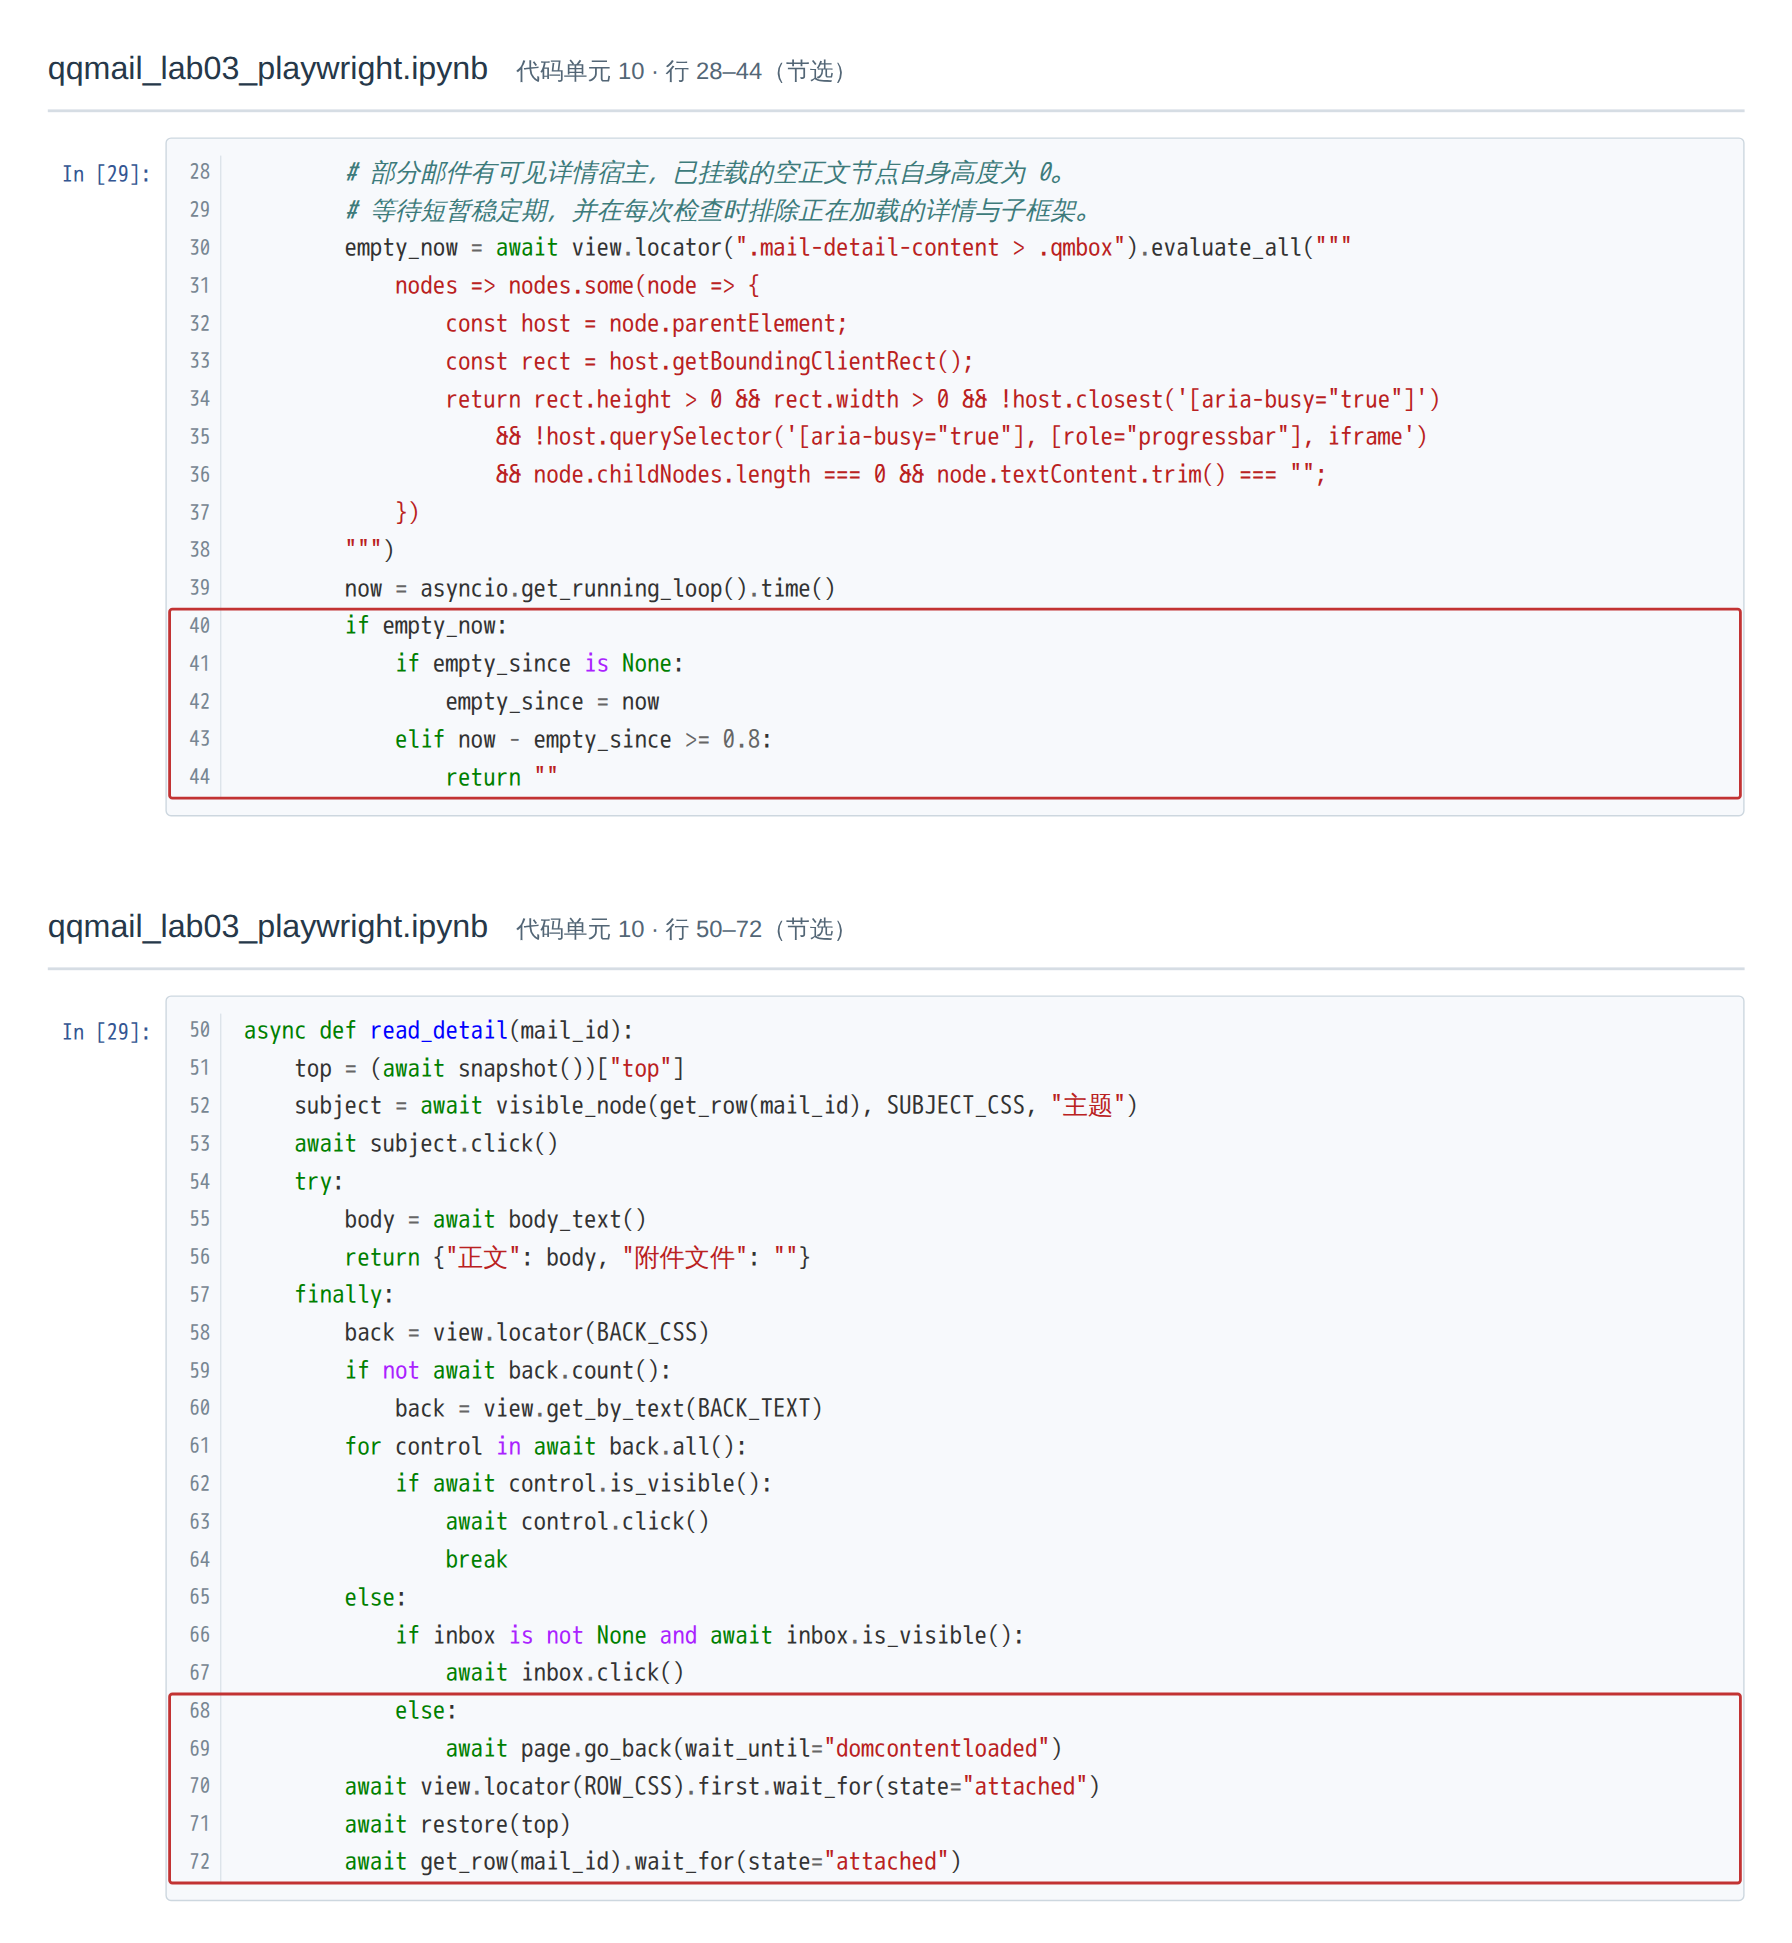 qqmail_lab03_playwright.ipynb 代码单元 10 · 行 28–44（节选）
In [29]:
28 # 部分邮件有可见详情宿主, 已挂载的空正文节点自身高度为 0。
29 # 等待短暂稳定期, 并在每次检查时排除正在加载的详情与子框架。
30 empty_now = await view.locator(".mail-detail-content > .qmbox").evaluate_all("""
31 nodes => nodes.some(node => {
32 const host = node.parentElement;
33 const rect = host.getBoundingClientRect();
34 return rect.height > 0 && rect.width > 0 && !host.closest('[aria-busy="true"]')
35 && !host.querySelector('[aria-busy="true"], [role="progressbar"], iframe')
36 && node.childNodes.length === 0 && node.textContent.trim() === "";
37 })
38 """)
39 now = asyncio.get_running_loop().time()
40 if empty_now:
41 if empty_since is None:
42 empty_since = now
43 elif now - empty_since >= 0.8:
44 return ""
qqmail_lab03_playwright.ipynb 代码单元 10 · 行 50–72（节选）
In [29]:
50 async def read_detail(mail_id):
51 top = (await snapshot())["top"]
52 subject = await visible_node(get_row(mail_id), SUBJECT_CSS, "主题")
53 await subject.click()
54 try:
55 body = await body_text()
56 return {"正文": body, "附件文件": ""}
57 finally:
58 back = view.locator(BACK_CSS)
59 if not await back.count():
60 back = view.get_by_text(BACK_TEXT)
61 for control in await back.all():
62 if await control.is_visible():
63 await control.click()
64 break
65 else:
66 if inbox is not None and await inbox.is_visible():
67 await inbox.click()
68 else:
69 await page.go_back(wait_until="domcontentloaded")
70 await view.locator(ROW_CSS).first.wait_for(state="attached")
71 await restore(top)
72 await get_row(mail_id).wait_for(state="attached")